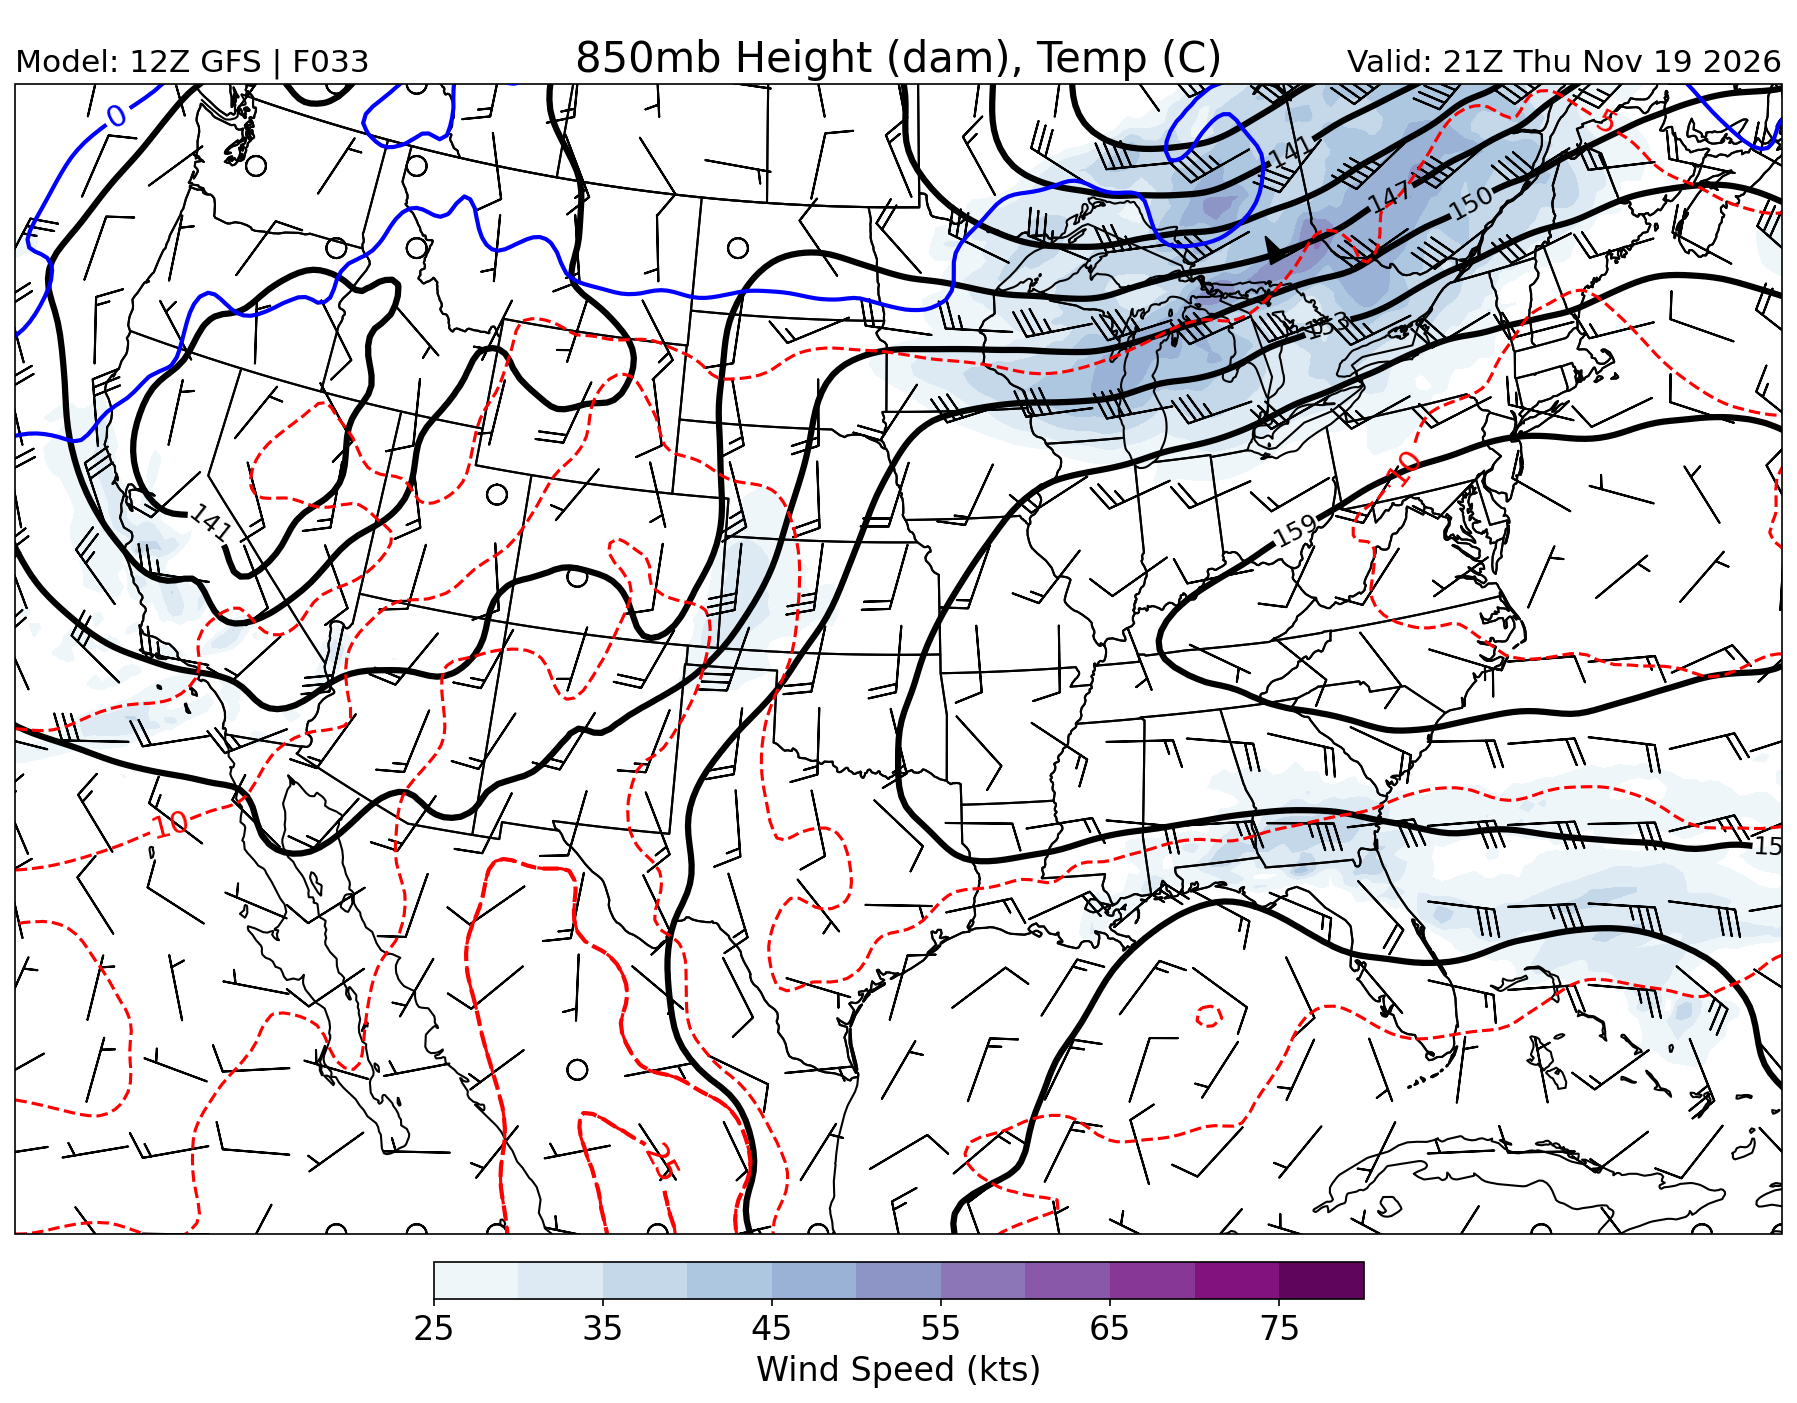 Model: 12Z GFS | F033
850mb Height (dam), Temp (C)
Valid: 21Z Thu Nov 19 2026
0
5
141
147
150
153
10
159
141
10
15
25
25 35 45 55 65 75
Wind Speed (kts)